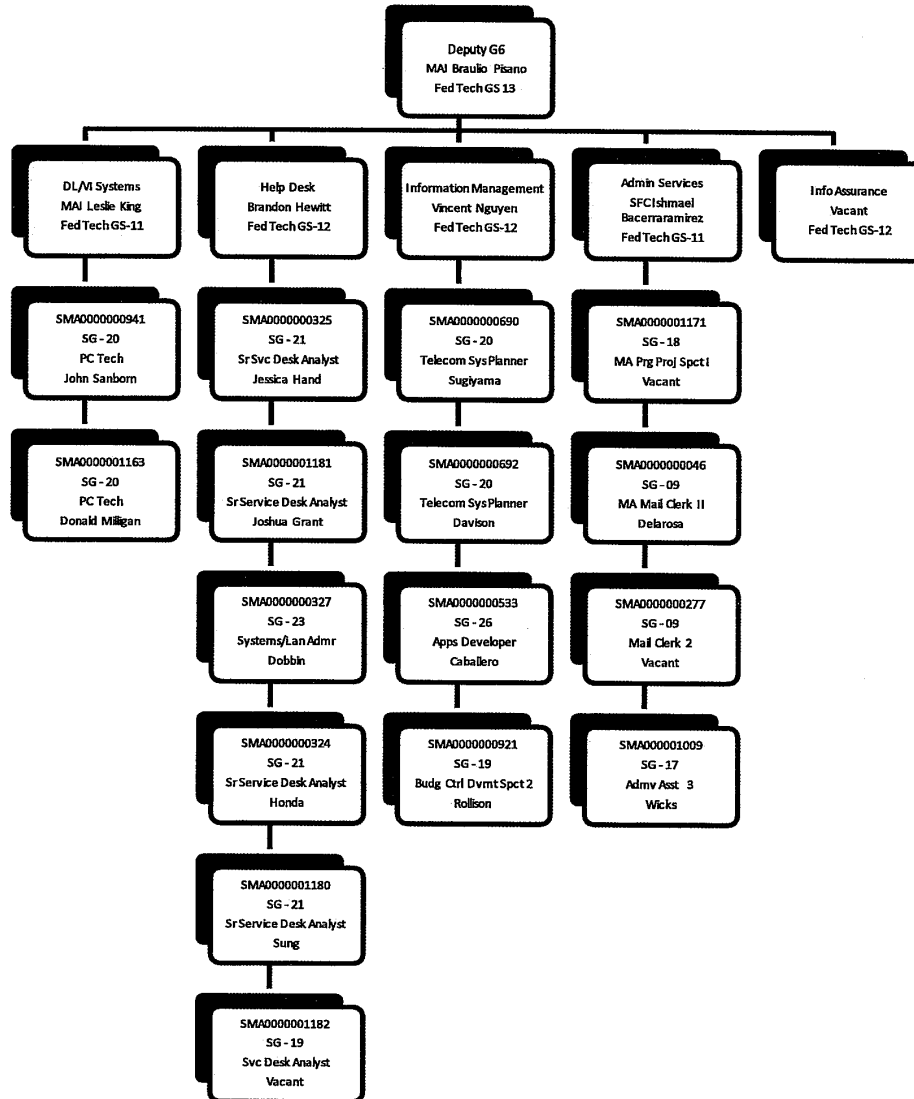 Deputy G6
MAJ Braulio Pisano
Fed Tech GS 13
DL/VI Systems
MAJ Leslie King
Fed Tech GS-11
Help Desk
Brandon Hewitt
Fed Tech GS-12
Information Management
Vincent Nguyen
Fed Tech GS-12
Admin Services
SFC Ishmael
Bacerraramirez
Fed Tech GS-11
Info Assurance
Vacant
Fed Tech GS-12
SMA0000000941
SG - 20
PC Tech
John Sanborn
SMA0000001163
SG - 20
PC Tech
Donald Milligan
SMA0000000325
SG - 21
Sr Svc Desk Analyst
Jessica Hand
SMA0000001181
SG - 21
Sr Service Desk Analyst
Joshua Grant
SMA0000000327
SG - 23
Systems/Lan Admr
Dobbin
SMA0000000324
SG - 21
Sr Service Desk Analyst
Honda
SMA0000001180
SG - 21
Sr Service Desk Analyst
Sung
SMA0000001182
SG - 19
Svc Desk Analyst
Vacant
SMA0000000690
SG - 20
Telecom Sys Planner
Sugiyama
SMA0000000692
SG - 20
Telecom Sys Planner
Davison
SMA0000000533
SG - 26
Apps Developer
Caballero
SMA0000000921
SG - 19
Budg Ctrl Dvmt Spct 2
Rollison
SMA0000001171
SG - 18
MA Prg Proj Spct I
Vacant
SMA0000000046
SG - 09
MA Mail Clerk II
Delarosa
SMA0000000277
SG - 09
Mail Clerk 2
Vacant
SMA000001009
SG - 17
Admv Asst 3
Wicks